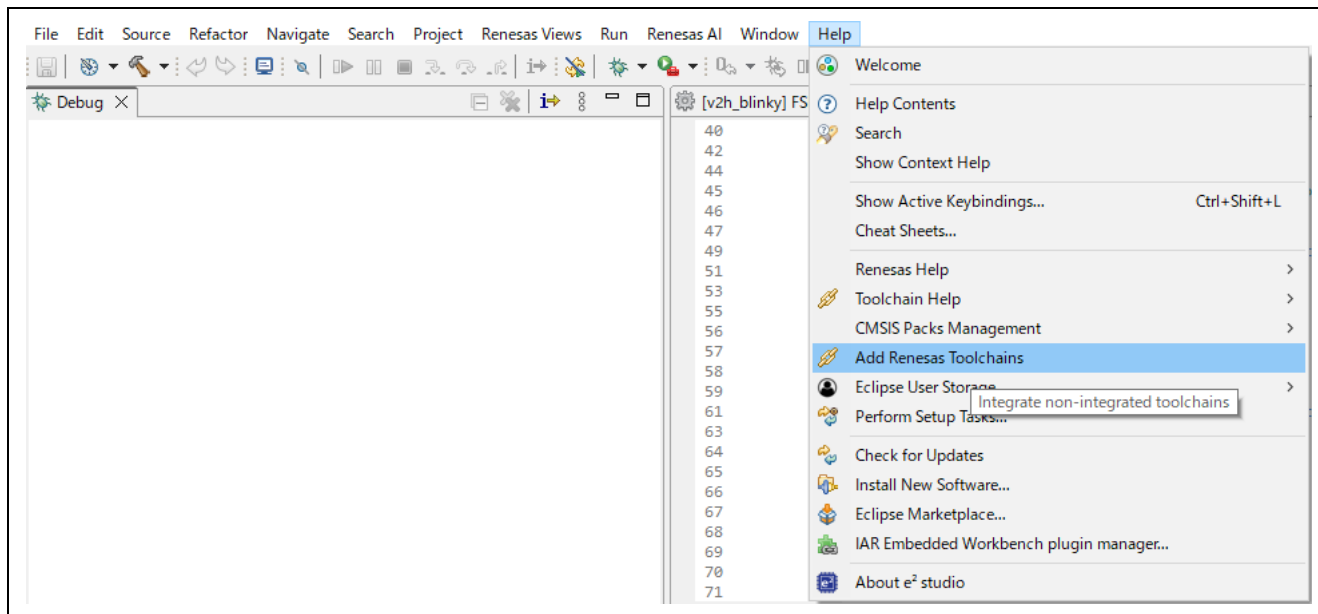 File Edit Source Refactor Navigate Search Project Renesas Views Run Renesas AI Window Help
Debug
[v2h_blinky] FS
40
42
44
45
46
47
49
51
53
55
56
57
58
59
61
63
64
65
66
67
68
69
70
71
Welcome
Help Contents
Search
Show Context Help
Show Active Keybindings... Ctrl+Shift+L
Cheat Sheets...
Renesas Help
Toolchain Help
CMSIS Packs Management
Add Renesas Toolchains
Eclipse User Storage
Integrate non-integrated toolchains
Perform Setup Tasks...
Check for Updates
Install New Software...
Eclipse Marketplace...
IAR Embedded Workbench plugin manager...
About e² studio